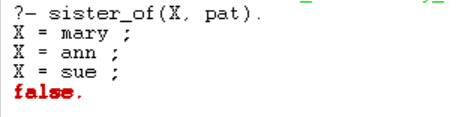 ?- sister_of(X, pat).
X = mary ;
X = ann ;
X = sue ;
false.